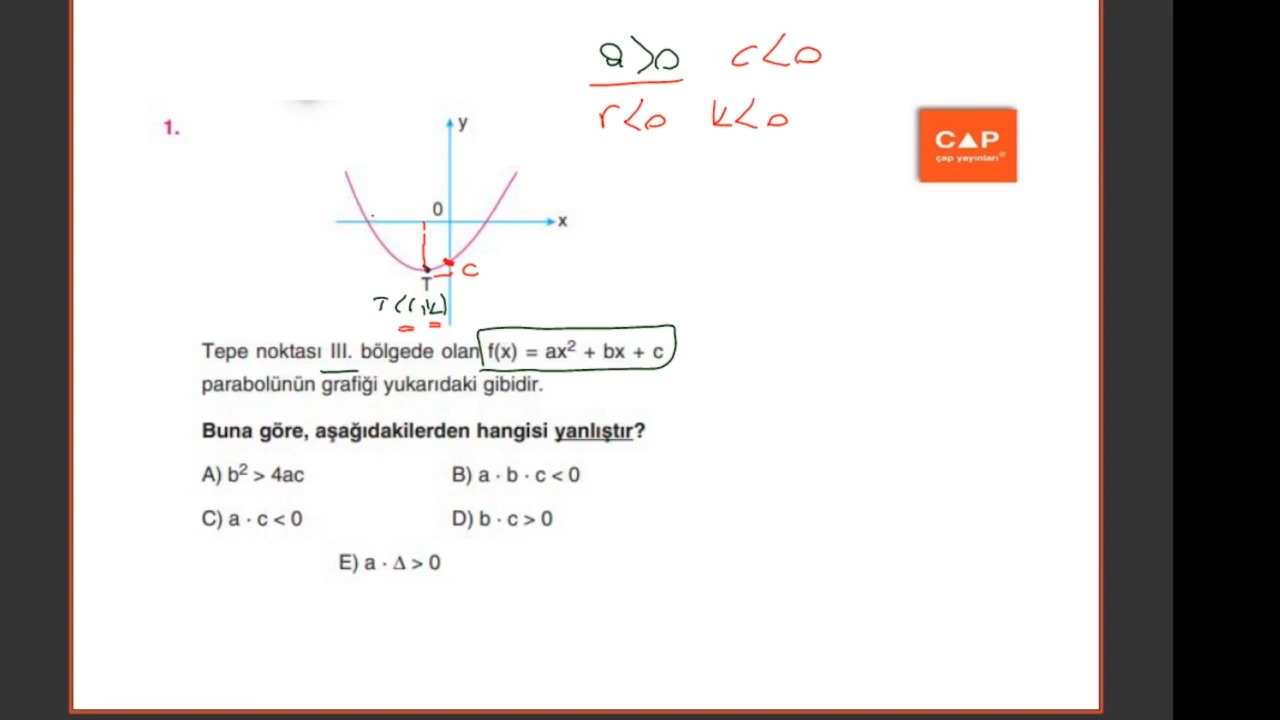 a>0 c<0
r<0 k<0
1.
y
CAP
çap yayınları®
0
x
c
T
T(r,k)
Tepe noktası III. bölgede olan f(x) = ax² + bx + c
parabolünün grafiği yukarıdaki gibidir.
Buna göre, aşağıdakilerden hangisi yanlıştır?
A) b² > 4ac B) a · b · c < 0
C) a · c < 0 D) b · c > 0
E) a · Δ > 0